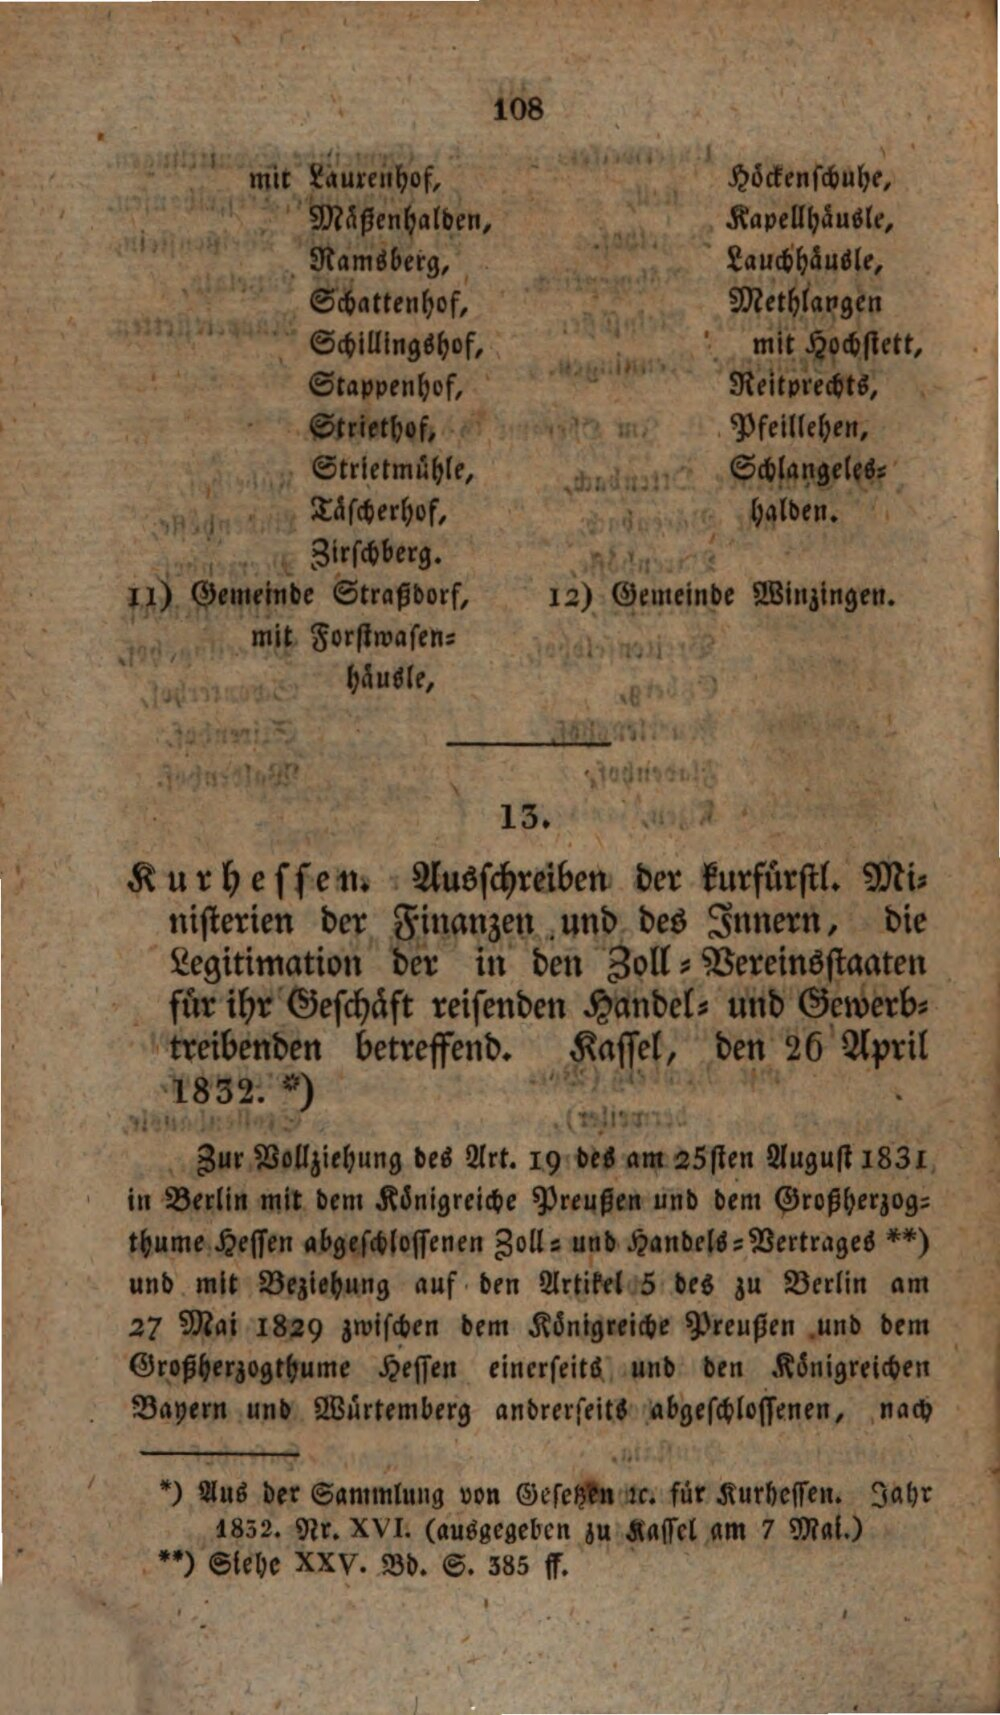 108
mit Laurenhof,
Mäßenhalden,
Ramsberg,
Schattenhof,
Schillingshof,
Stappenhof,
Striethof,
Strietmühle,
Täscherhof,
Zirschberg.
11) Gemeinde Straßdorf,
mit Forstwasen-
häusle,
Höckenschuhe,
Kapellhäusle,
Lauchhäusle,
Methlangen
mit Hochstett,
Reitprechts,
Pfeillehen,
Schlangeles-
halden.
12) Gemeinde Winzingen.
13.
Kurhessen. Ausschreiben der kurfürstl. Mi-
nisterien der Finanzen und des Innern, die
Legitimation der in den Zoll-Vereinsstaaten
für ihr Geschäft reisenden Handel- und Gewerb-
treibenden betreffend. Kassel, den 26 April
1832. *)
Zur Vollziehung des Art. 19 des am 25sten August 1831
in Berlin mit dem Königreiche Preußen und dem Großherzog-
thume Hessen abgeschlossenen Zoll- und Handels-Vertrages **)
und mit Beziehung auf den Artikel 5 des zu Berlin am
27 Mai 1829 zwischen dem Königreiche Preußen und dem
Großherzogthume Hessen einerseits und den Königreichen
Bayern und Würtemberg andrerseits abgeschlossenen, nach
*) Aus der Sammlung von Gesetzen ꝛc. für Kurhessen. Jahr
1832. Nr. XVI. (ausgegeben zu Kassel am 7 Mai.)
**) Siehe XXV. Bd. S. 385 ff.